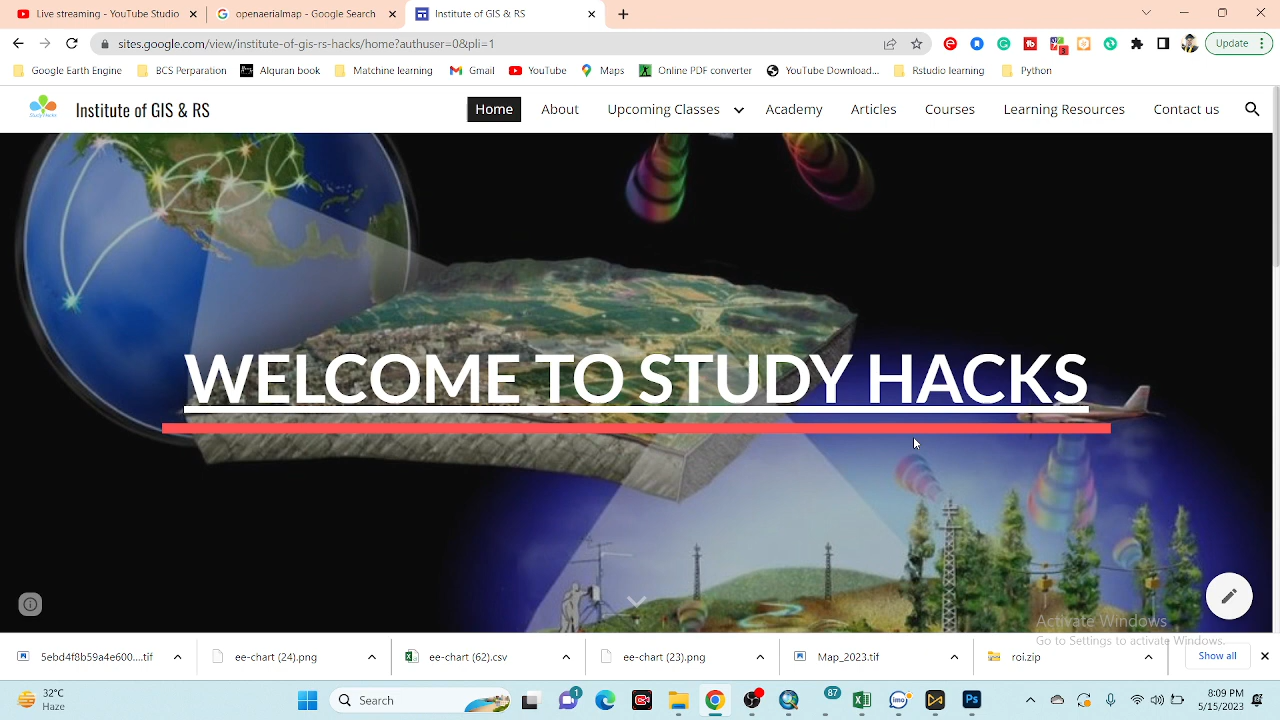 Live streaming - YouTube Studio
openaerialmap - Google Search
Institute of GIS & RS
sites.google.com/view/institute-of-gis-rs-hacks/home?authuser=0&pli=1
Update
Google Earth Engine
PCS Preparation
Alquran book
Matchine learning
Gmail
YouTube
Maps
Online PDF converter
YouTube Download...
Rstudio learning
Python
Institute of GIS & RS
Home
About
Upcoming Classes
Academy
Articles
Courses
Learning Resources
Contact us
WELCOME TO STUDY HACKS
Activate Windows
Go to Settings to activate Windows.
5ebd4f8b59a4e600....tif
ee-chart (24).png
ee-chart (62).csv
ee-chart (23).png
Map_2023.tif
roi.zip
Show all
32°C
Haze
Search
1
87
8:08 PM
5/15/2023